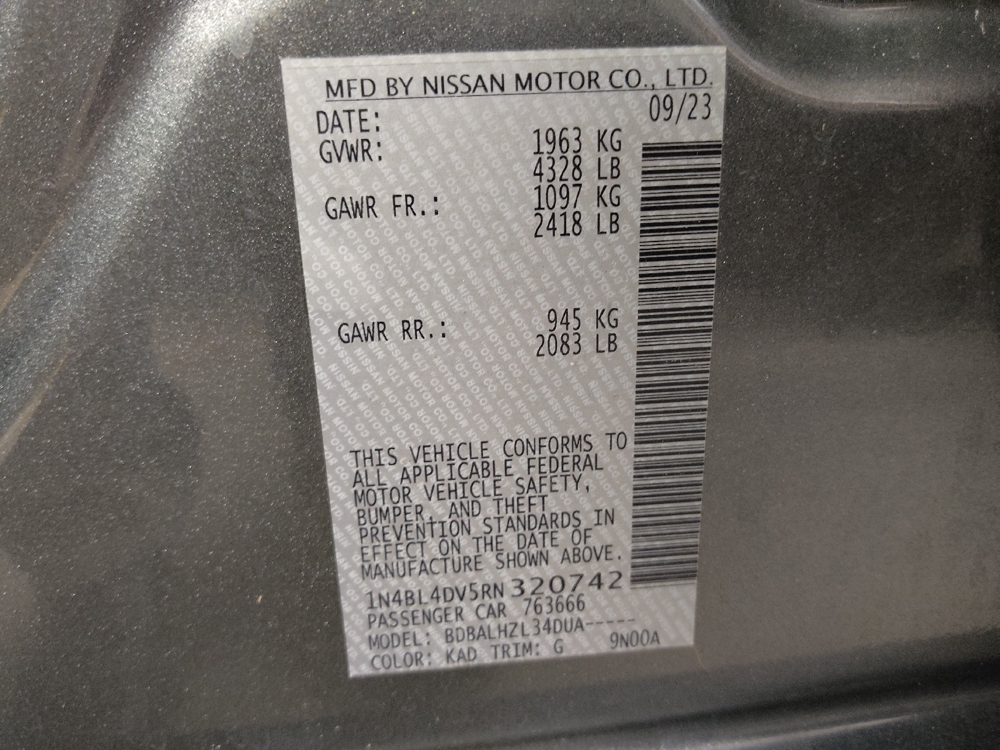 MFD BY NISSAN MOTOR CO., LTD.
DATE: 09/23
GVWR: 1963 KG
4328 LB
GAWR FR.: 1097 KG
2418 LB
GAWR RR.: 945 KG
2083 LB
THIS VEHICLE CONFORMS TO
ALL APPLICABLE FEDERAL
MOTOR VEHICLE SAFETY,
BUMPER, AND THEFT
PREVENTION STANDARDS IN
EFFECT ON THE DATE OF
MANUFACTURE SHOWN ABOVE.
1N4BL4DV5RN320742
PASSENGER CAR 763666
MODEL: BDBALHZL34DUA-----
COLOR: KAD TRIM: G 9N00A